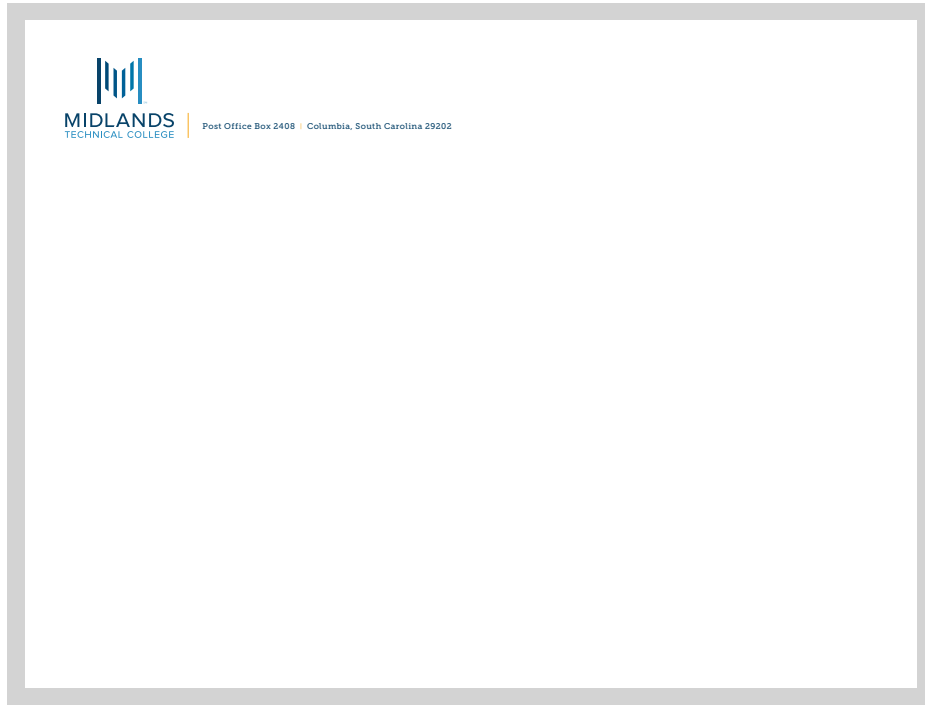 MIDLANDS
TECHNICAL COLLEGE
Post Office Box 2408 | Columbia, South Carolina 29202